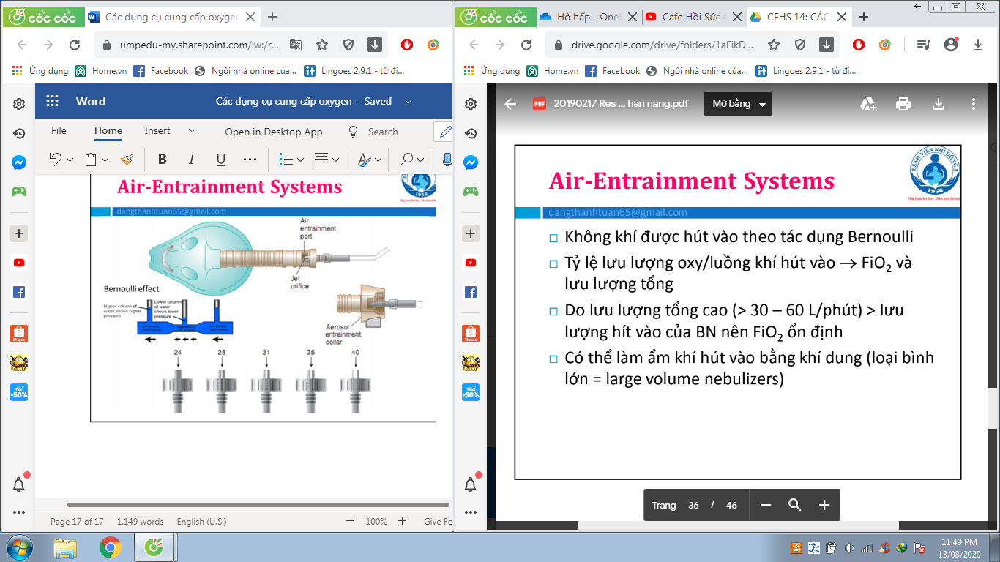 cốc cốc
Các dụng cụ cung cấp oxygen
umpedu-my.sharepoint.com/:w:/r...
Ứng dụng
Home.vn
Facebook
Ngôi nhà online của...
Lingoes 2.9.1 - từ đi...
Word
Các dụng cụ cung cấp oxygen - Saved
File
Home
Insert
Open in Desktop App
Search
B I U ...
Air-Entrainment Systems
1956
dangthanhtuan65@gmail.com
Air
entrainment
port
Jet
orifice
Bernoulli effect
Higher column of
water shows higher
pressure
Lower column
of water
shows lower
pressure
Aerosol
entrainment
collar
24 28 31 35 40
Page 17 of 17 1.149 words English (U.S.) − 100% + Give Fe
Shopee
TIKI
-50%
cốc cốc
Hô hấp - OneI
Cafe Hồi Sức
CFHS 14: CÁC
drive.google.com/drive/folders/1aFikD...
Ứng dụng
Home.vn
Facebook
Ngôi nhà online của...
Lingoes 2.9.1 - từ đi...
PDF
20190217 Res ... han nang.pdf
Mở bằng
BỆNH VIỆN NHI ĐỒNG 1
1956
Air-Entrainment Systems
dangthanhtuan65@gmail.com
Không khí được hút vào theo tác dụng Bernoulli
Tỷ lệ lưu lượng oxy/luồng khí hút vào → FiO2 và
lưu lượng tổng
Do lưu lượng tổng cao (> 30 – 60 L/phút) > lưu
lượng hít vào của BN nên FiO2 ổn định
Có thể làm ẩm khí hút vào bằng khí dung (loại bình
lớn = large volume nebulizers)
Trang 36 / 46
Shopee
TIKI
-50%
11:49 PM
13/08/2020